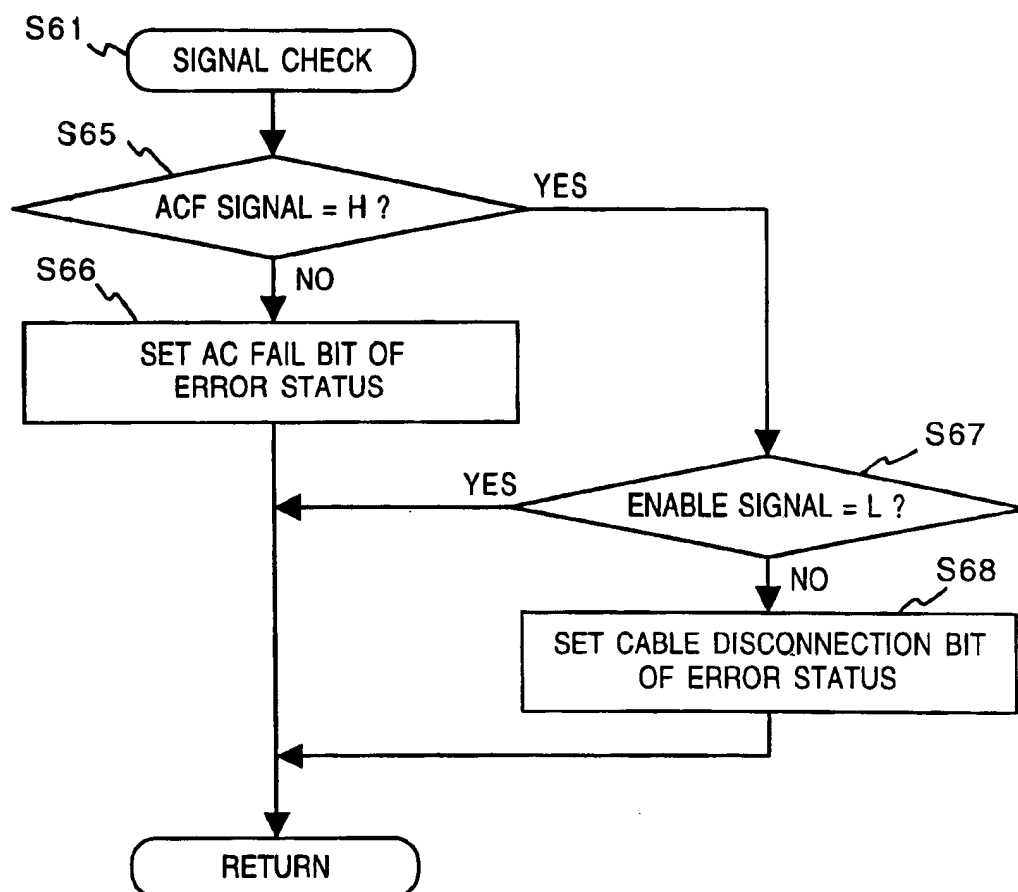 S61
SIGNAL CHECK
S65
ACF SIGNAL = H ?
YES
NO
S66
SET AC FAIL BIT OF
ERROR STATUS
S67
YES
ENABLE SIGNAL = L ?
NO
S68
SET CABLE DISCONNECTION BIT
OF ERROR STATUS
RETURN